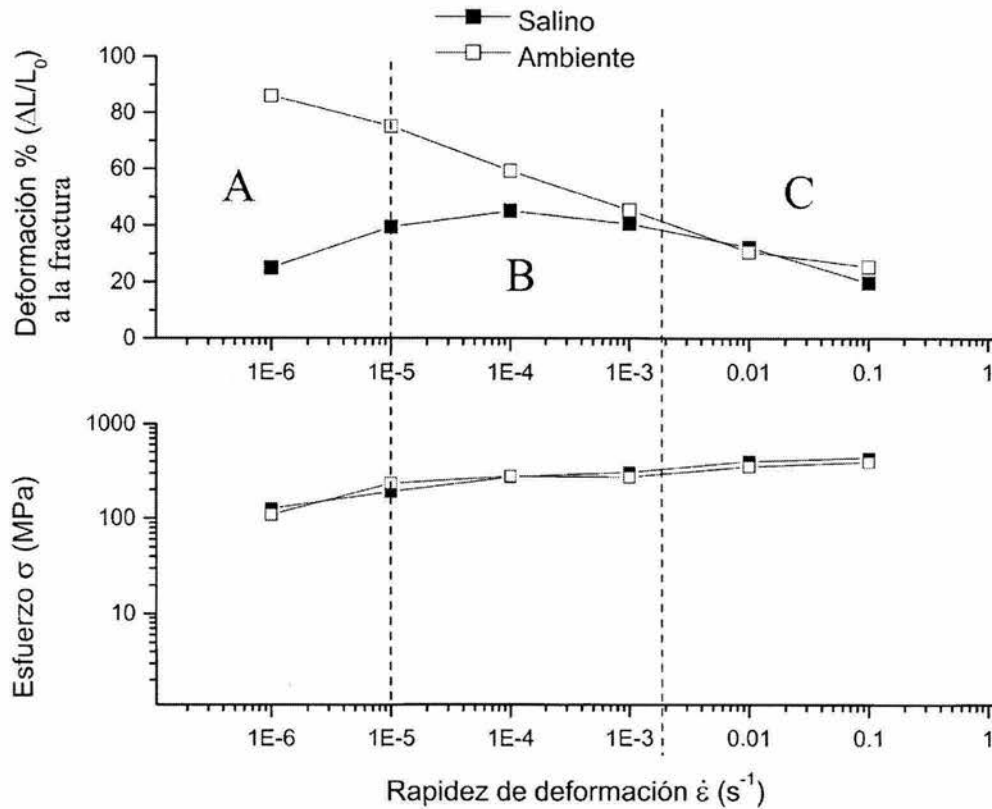 Salino
Ambiente
Deformación % (ΔL/L₀)
a la fractura
100
80
60
40
20
0
A
B
C
1E-6 1E-5 1E-4 1E-3 0.01 0.1 1
Esfuerzo σ (MPa)
1000
100
10
1E-6 1E-5 1E-4 1E-3 0.01 0.1 1
Rapidez de deformación ε̇ (s⁻¹)